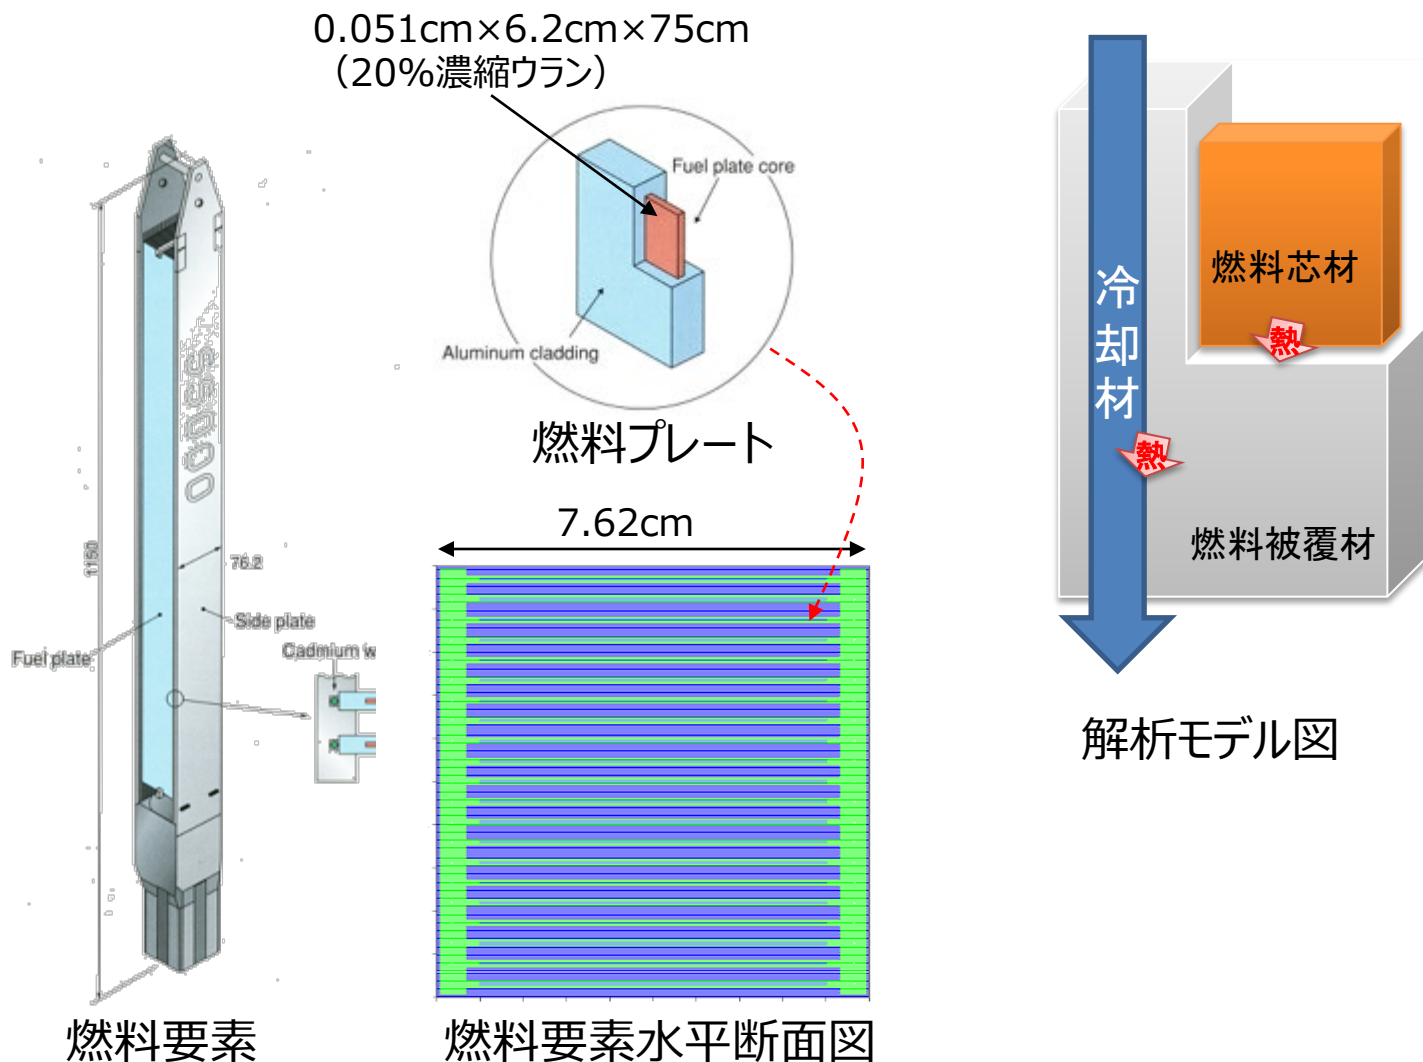 0.051cm×6.2cm×75cm
（20%濃縮ウラン）
Fuel plate core
Aluminum cladding
燃料プレート
7.62cm
1150
76.2
Side plate
Fuel plate
Cadmium w
燃料要素
燃料要素水平断面図
冷却材
燃料芯材
熱
熱
燃料被覆材
解析モデル図